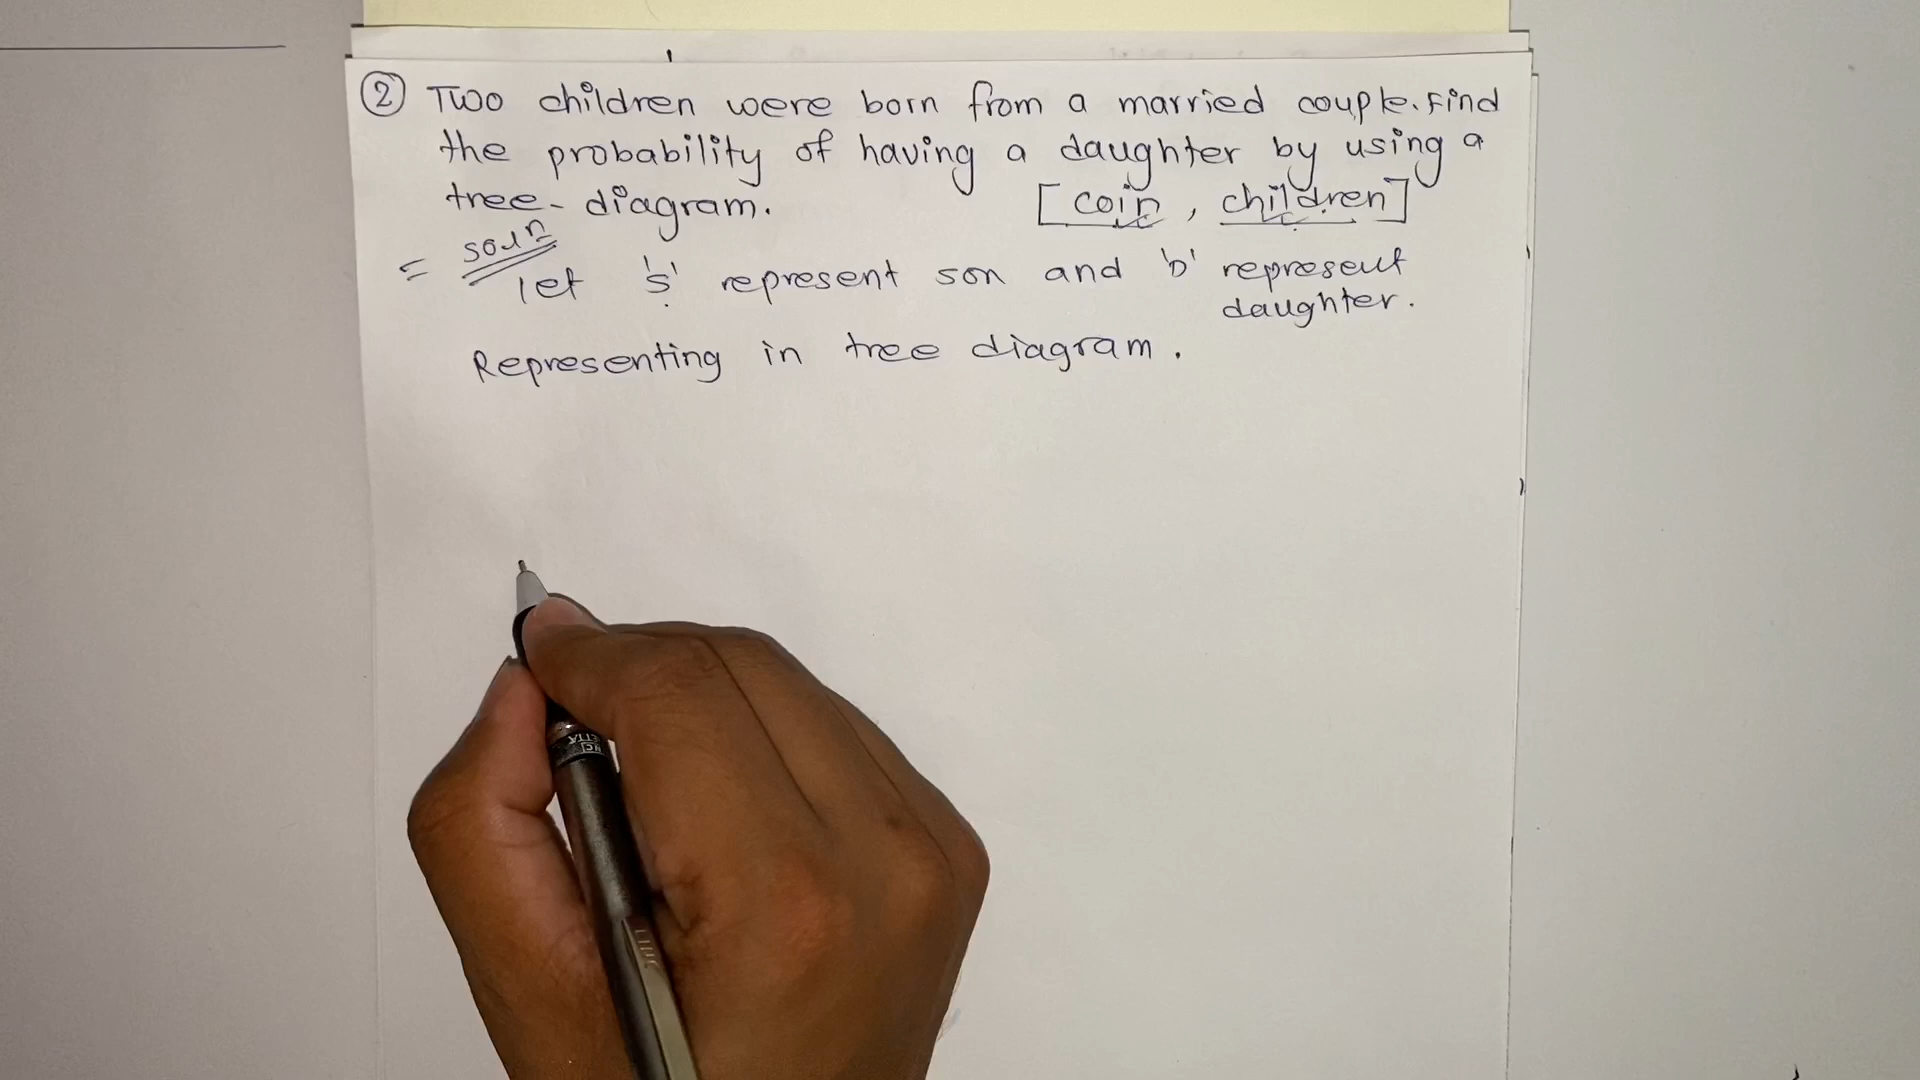 ② Two children were born from a married couple. Find
the probability of having a daughter by using a
tree - diagram. [coin, children]
= soln
let 's' represent son and 'D' represent
daughter.
Representing in tree diagram.